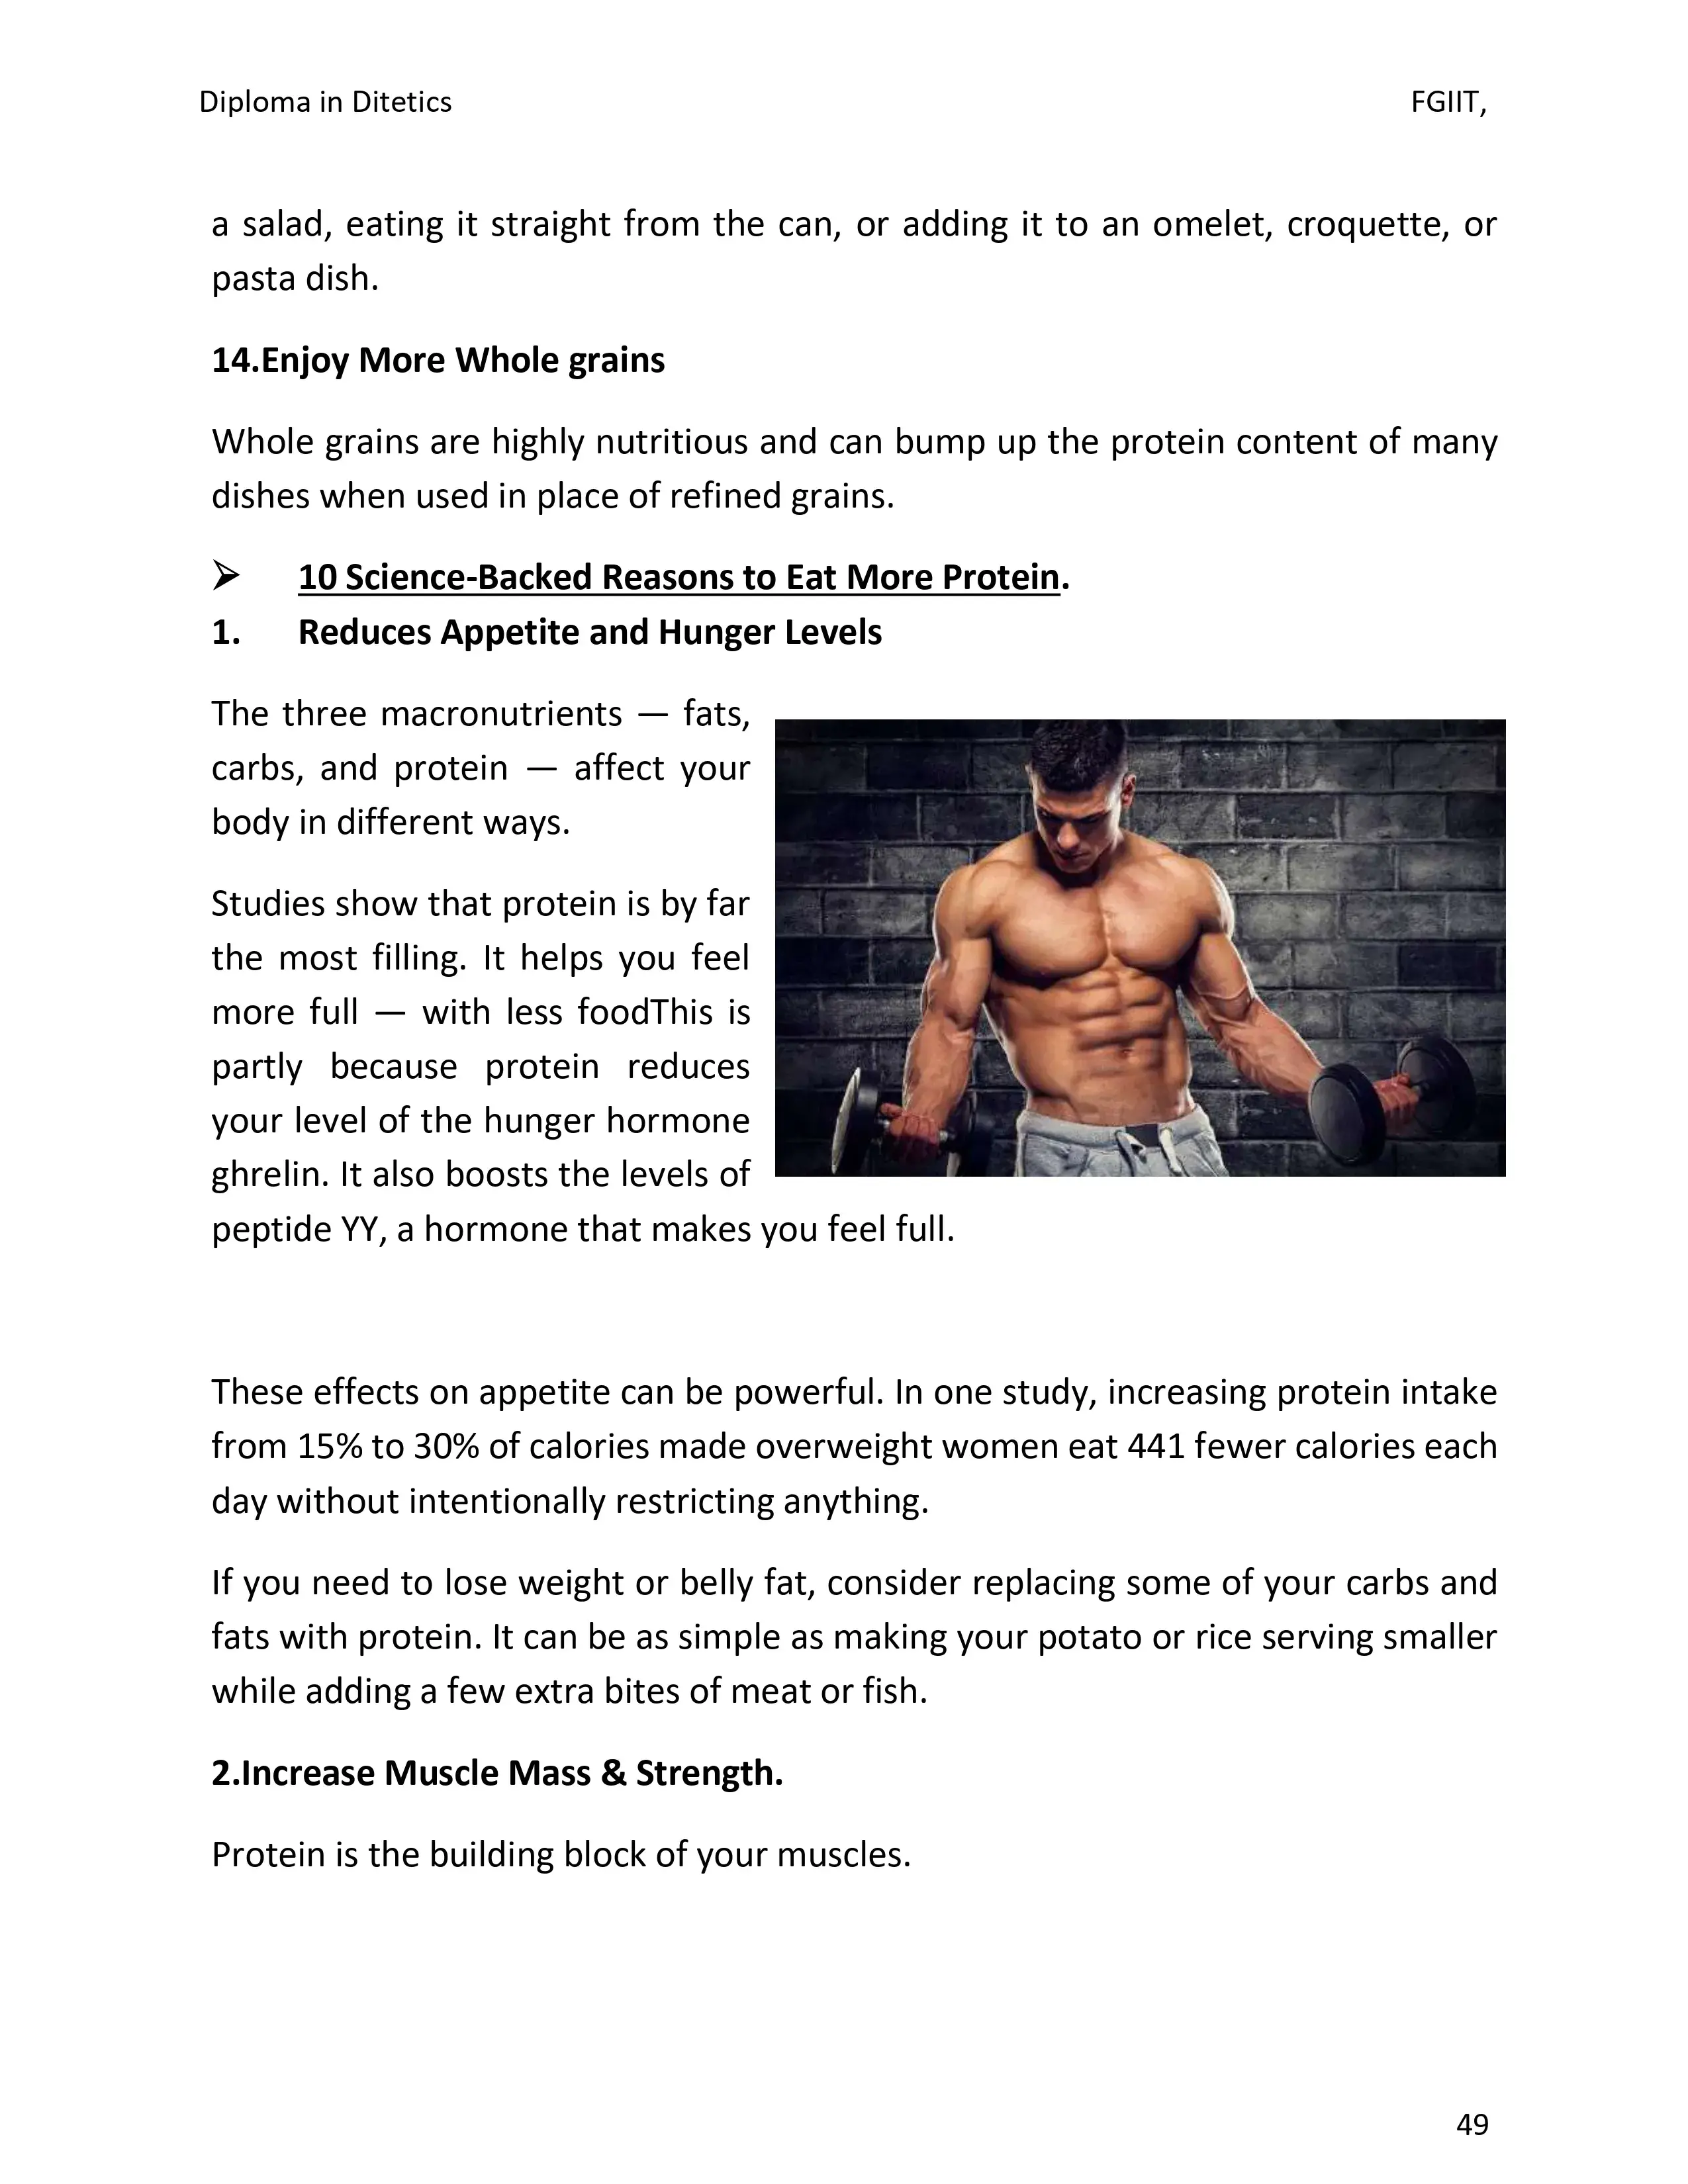 Diploma in Ditetics FGIIT,
a salad, eating it straight from the can, or adding it to an omelet, croquette, or
pasta dish.
14.Enjoy More Whole grains
Whole grains are highly nutritious and can bump up the protein content of many
dishes when used in place of refined grains.
➢ 10 Science-Backed Reasons to Eat More Protein.
1. Reduces Appetite and Hunger Levels
The three macronutrients — fats,
carbs, and protein — affect your
body in different ways.
Studies show that protein is by far
the most filling. It helps you feel
more full — with less foodThis is
partly because protein reduces
your level of the hunger hormone
ghrelin. It also boosts the levels of
peptide YY, a hormone that makes you feel full.
These effects on appetite can be powerful. In one study, increasing protein intake
from 15% to 30% of calories made overweight women eat 441 fewer calories each
day without intentionally restricting anything.
If you need to lose weight or belly fat, consider replacing some of your carbs and
fats with protein. It can be as simple as making your potato or rice serving smaller
while adding a few extra bites of meat or fish.
2.Increase Muscle Mass & Strength.
Protein is the building block of your muscles.
49